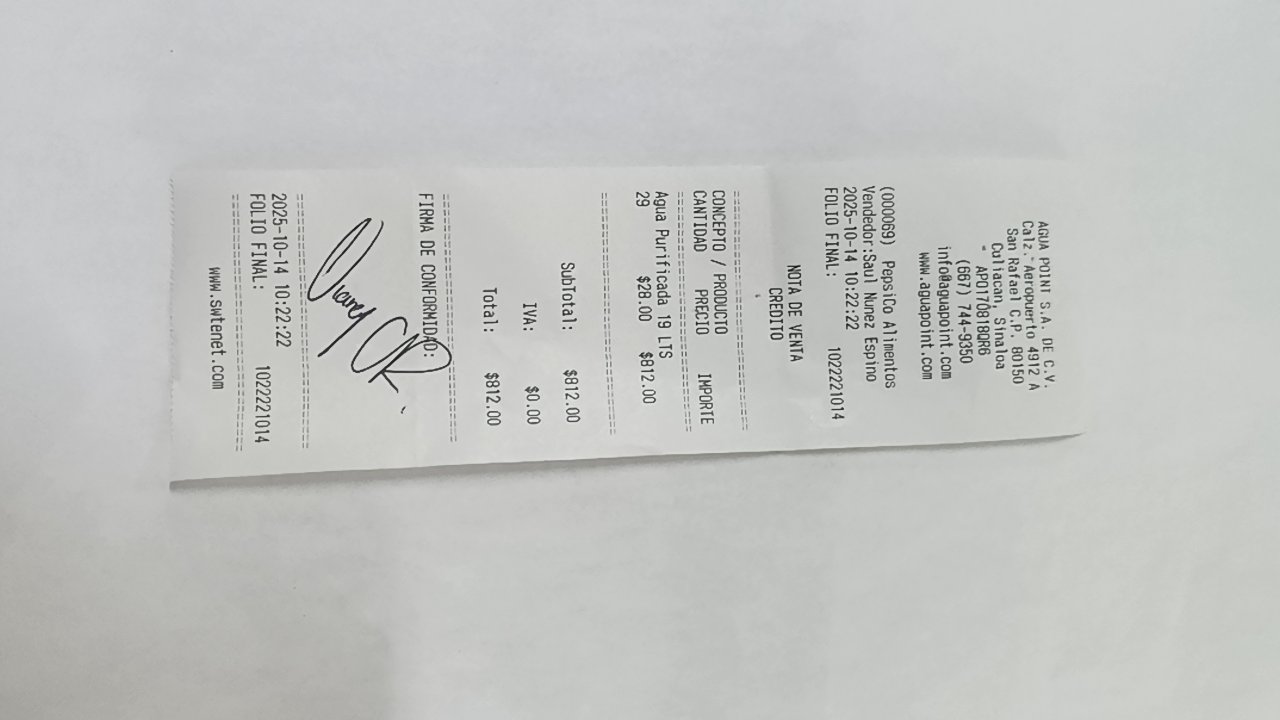 AGUA POINT S.A. DE C.V.
Calz. Aeropuerto 4912 A
San Rafael C.P. 80150
Culiacan, Sinaloa
-
APO170818QR6
(667) 744-9350
info@aguapoint.com
www.aguapoint.com
(000069) PepsiCo Alimentos
Vendedor:Saul Nunez Espino
2025-10-14 10:22:22
FOLIO FINAL: 1022221014
NOTA DE VENTA
CREDITO
CONCEPTO / PRODUCTO
CANTIDAD PRECIO IMPORTE
Agua Purificada 19 LTS
29 $28.00 $812.00
SubTotal: $812.00
IVA: $0.00
Total: $812.00
FIRMA DE CONFORMIDAD:
2025-10-14 10:22:22
FOLIO FINAL: 1022221014
www.swtenet.com